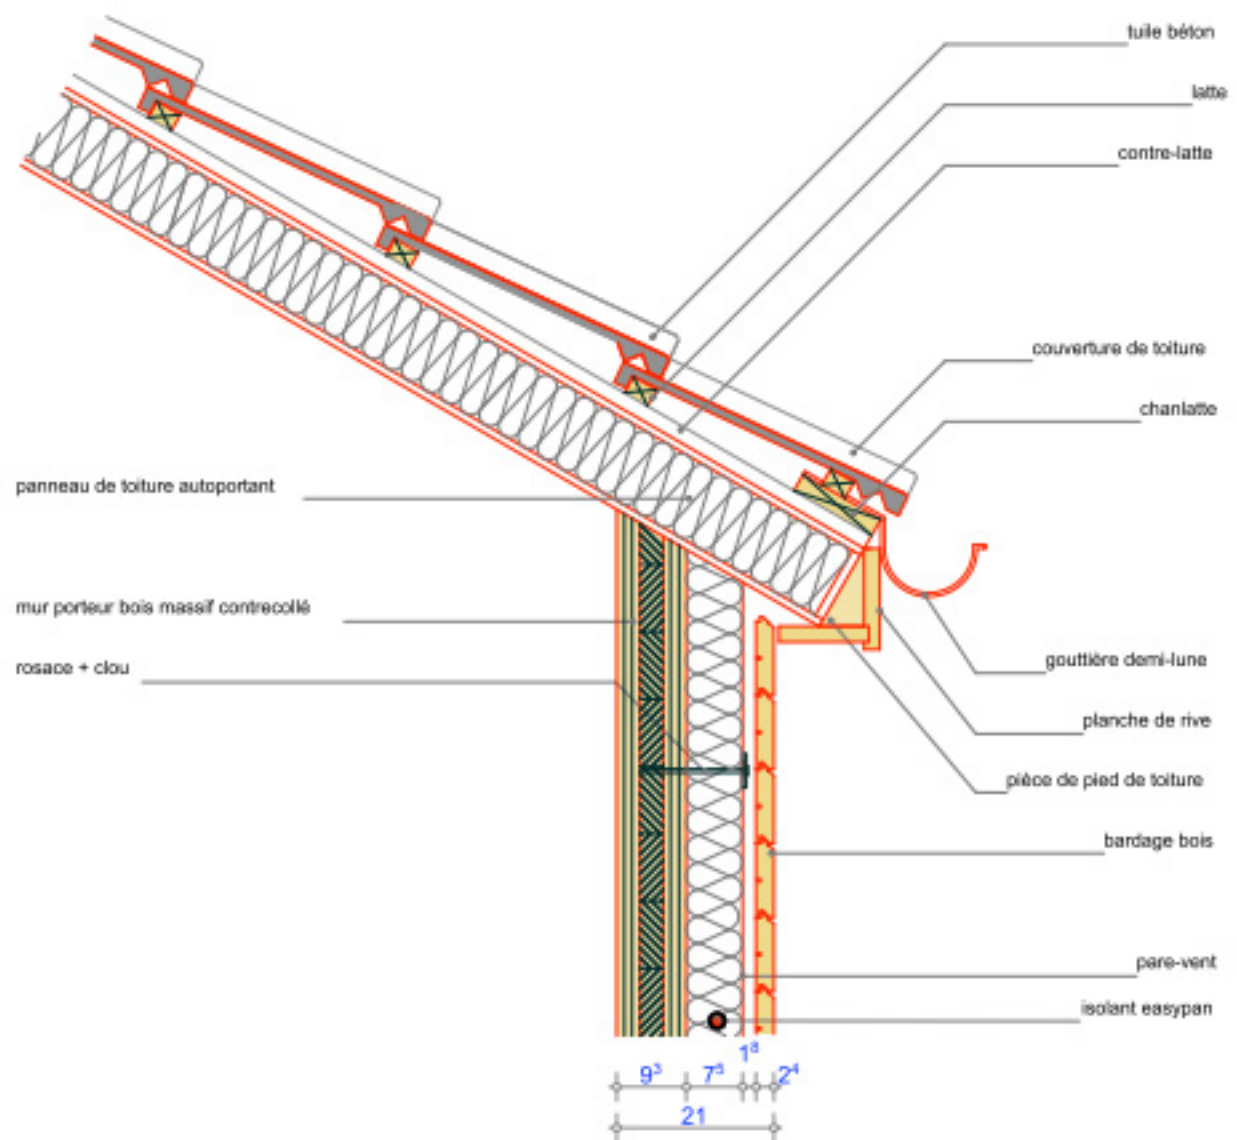 tuile béton
latte
contre-latte
couverture de toiture
chanlatte
panneau de toiture autoportant
mur porteur bois massif contrecollé
rosace + clou
gouttière demi-lune
planche de rive
pièce de pied de toiture
bardage bois
pare-vent
isolant easypan
9³ 7⁵ 1⁸ 2⁴
21